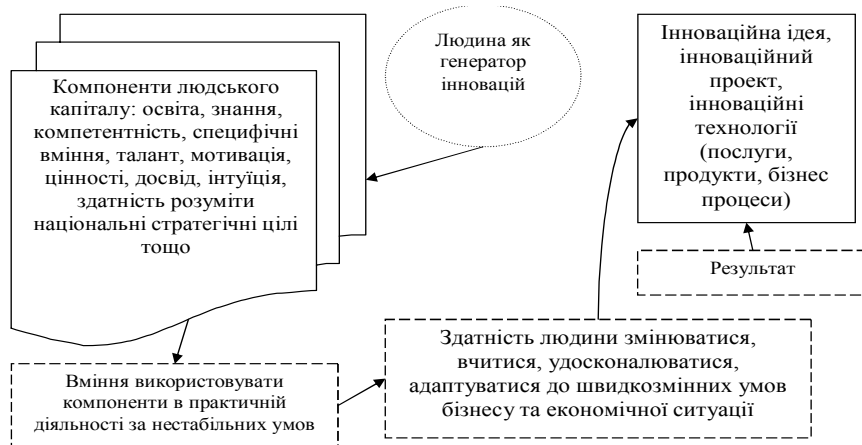 Людина як
генератор
інновацій
Інноваційна ідея,
інноваційний
проект,
інноваційні
технології
(послуги,
продукти, бізнес
процеси)
Компоненти людського
капіталу: освіта, знання,
компетентність, специфічні
вміння, талант, мотивація,
цінності, досвід, інтуїція,
здатність розуміти
національні стратегічні цілі
тощо
Результат
Здатність людини змінюватися,
вчитися, удосконалюватися,
адаптуватися до швидкозмінних умов
бізнесу та економічної ситуації
Вміння використовувати
компоненти в практичній
діяльності за нестабільних умов